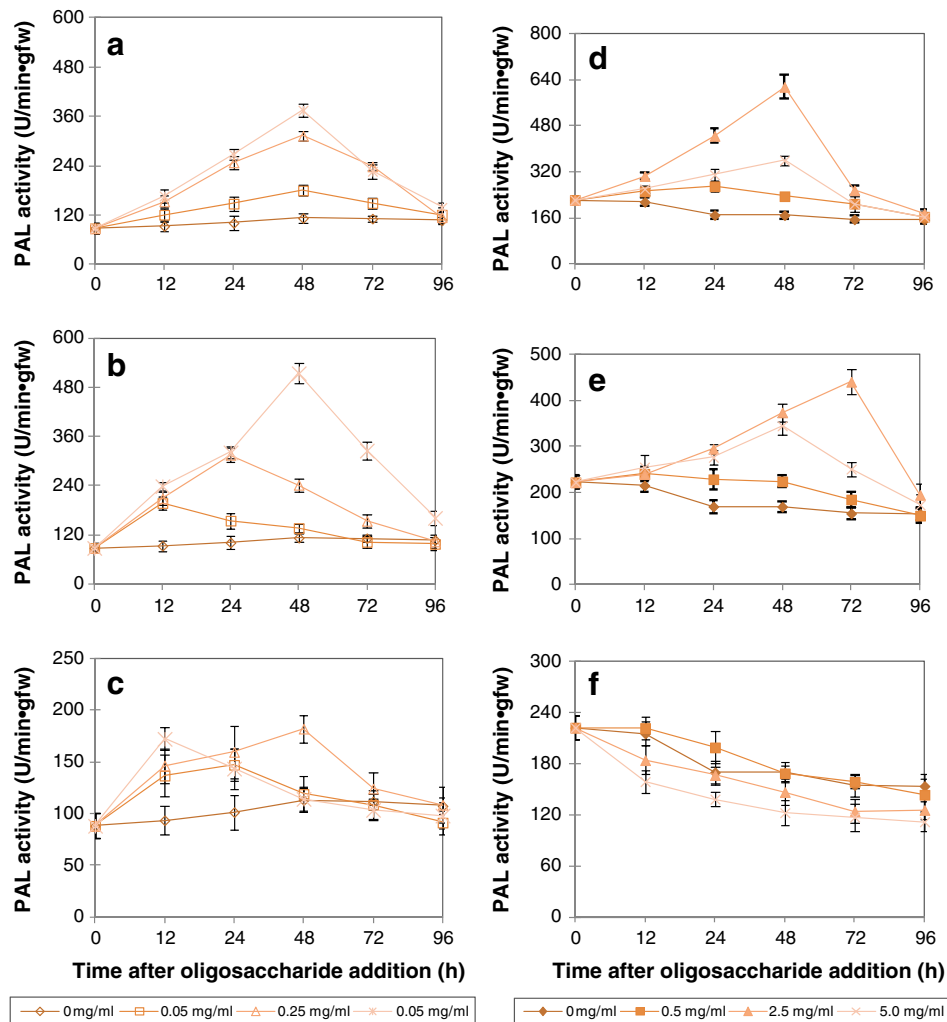 a
PAL activity (U/min•gfw)
600
480
360
240
120
0
0 12 24 48 72 96
d
PAL activity (U/min•gfw)
800
640
480
320
160
0
0 12 24 48 72 96
b
PAL activity (U/min•gfw)
600
480
360
240
120
0
0 12 24 48 72 96
e
PAL activity (U/min•gfw)
500
400
300
200
100
0
0 12 24 48 72 96
c
PAL activity (U/min•gfw)
250
200
150
100
50
0
0 12 24 48 72 96
Time after oligosaccharide addition (h)
f
PAL activity (U/min•gfw)
300
240
180
120
60
0
0 12 24 48 72 96
Time after oligosaccharide addition (h)
0 mg/ml 0.05 mg/ml 0.25 mg/ml 0.05 mg/ml
0 mg/ml 0.5 mg/ml 2.5 mg/ml 5.0 mg/ml